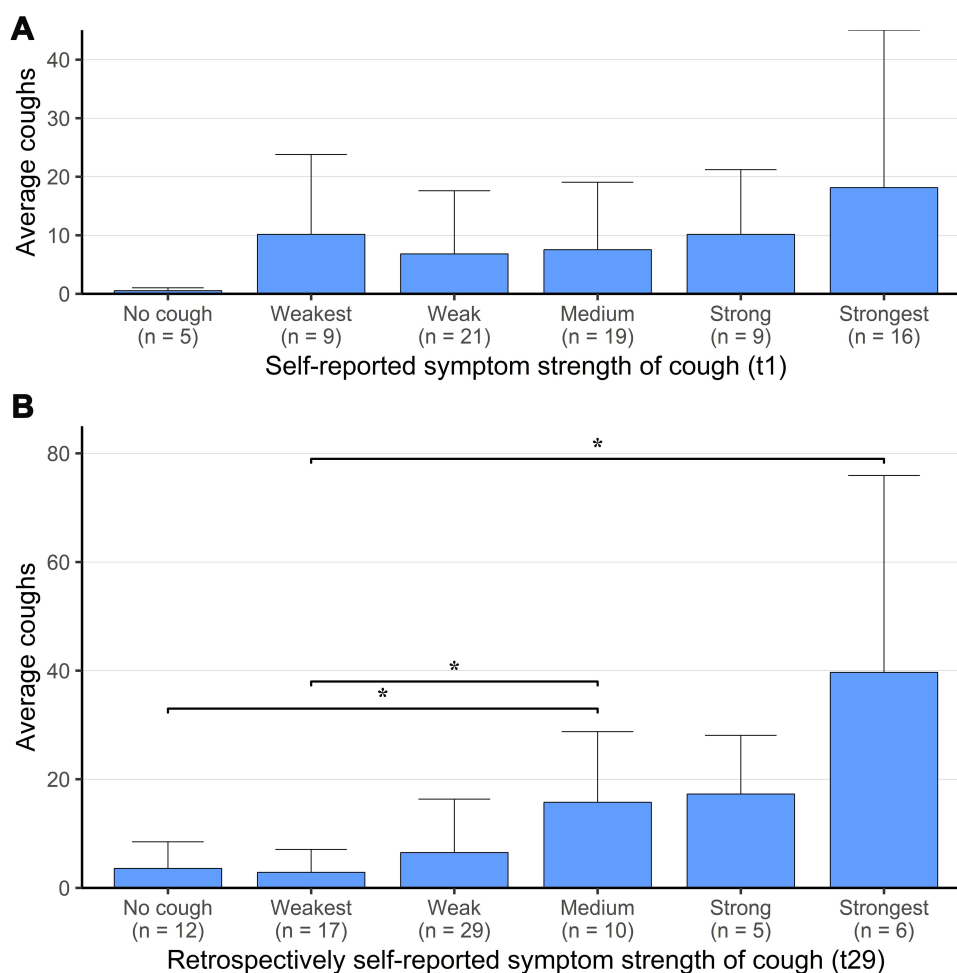 A
Average coughs
40
30
20
10
0
No cough Weakest Weak Medium Strong Strongest
(n = 5) (n = 9) (n = 21) (n = 19) (n = 9) (n = 16)
Self-reported symptom strength of cough (t1)
B
Average coughs
80
60
40
20
0
*
*
*
No cough Weakest Weak Medium Strong Strongest
(n = 12) (n = 17) (n = 29) (n = 10) (n = 5) (n = 6)
Retrospectively self-reported symptom strength of cough (t29)